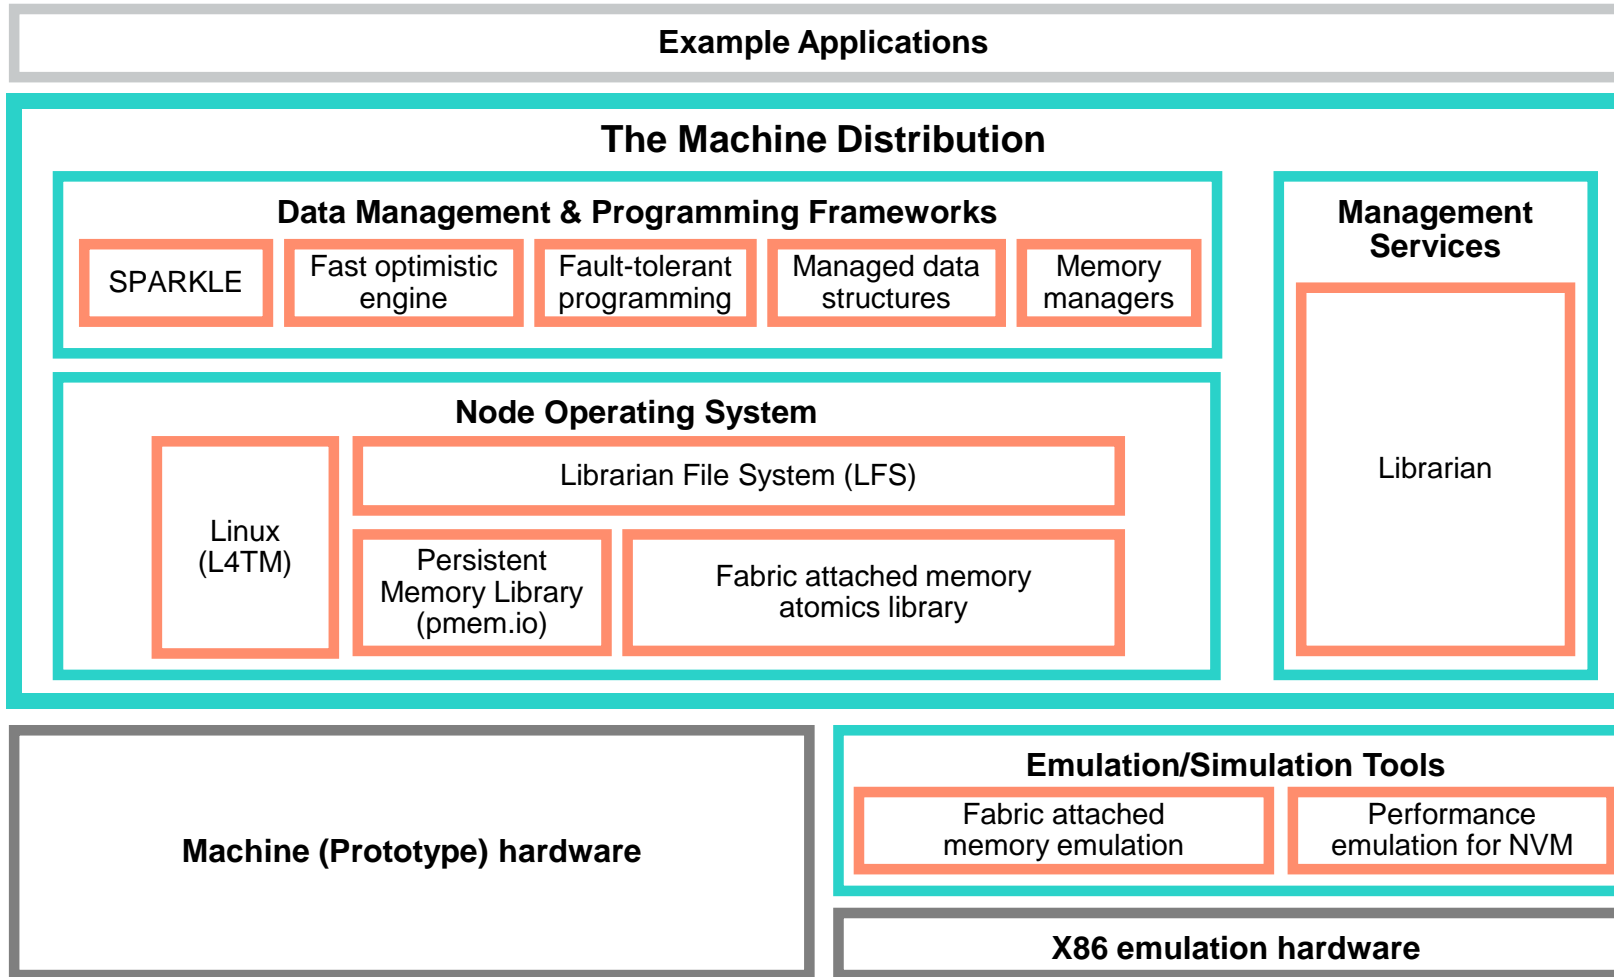 Example Applications
The Machine Distribution
Data Management & Programming Frameworks
SPARKLE
Fast optimistic
engine
Fault-tolerant
programming
Managed data
structures
Memory
managers
Management
Services
Librarian
Node Operating System
Linux
(L4TM)
Librarian File System (LFS)
Persistent
Memory Library
(pmem.io)
Fabric attached memory
atomics library
Machine (Prototype) hardware
Emulation/Simulation Tools
Fabric attached
memory emulation
Performance
emulation for NVM
X86 emulation hardware